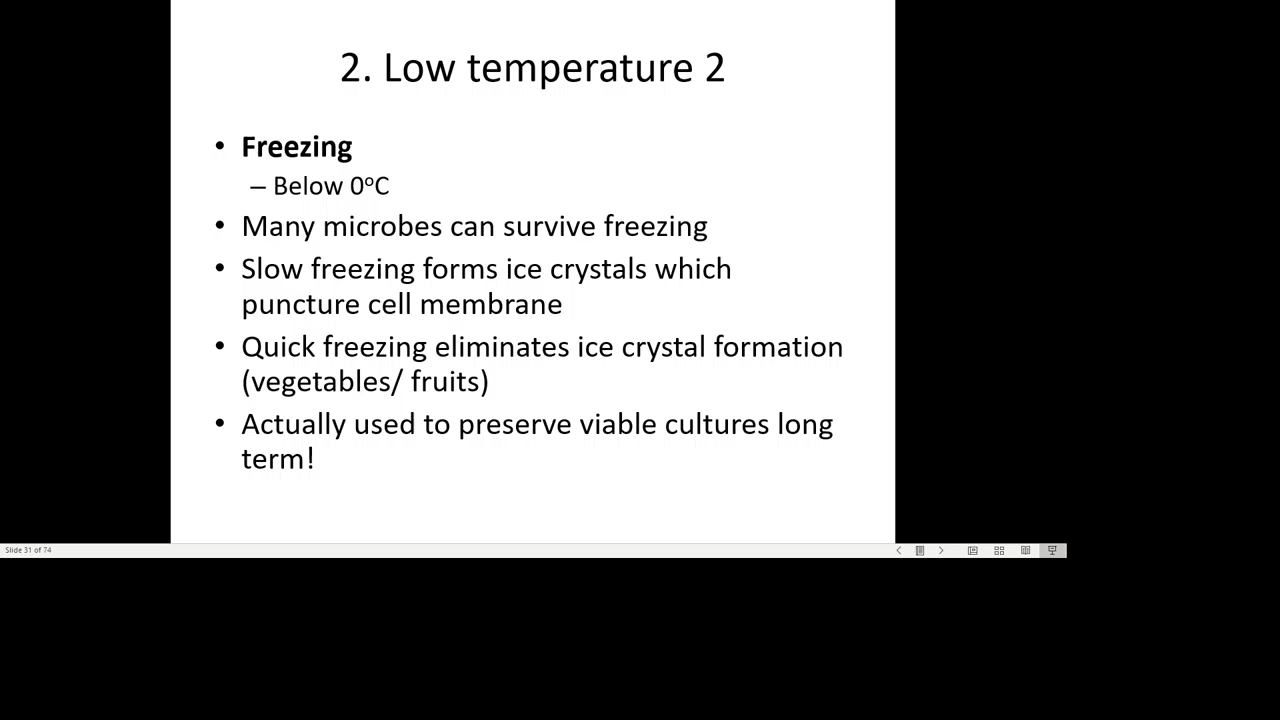 2. Low temperature 2
• Freezing
– Below 0°C
• Many microbes can survive freezing
• Slow freezing forms ice crystals which
puncture cell membrane
• Quick freezing eliminates ice crystal formation
(vegetables/ fruits)
• Actually used to preserve viable cultures long
term!
Slide 31 of 74